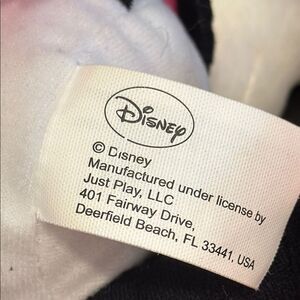 Disney
© Disney
Manufactured under license by
Just Play, LLC
401 Fairway Drive,
Deerfield Beach, FL 33441, USA